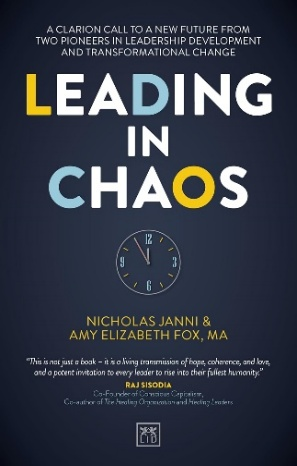 A CLARION CALL TO A NEW FUTURE FROM
TWO PIONEERS IN LEADERSHIP DEVELOPMENT
AND TRANSFORMATIONAL CHANGE
LEADING
IN
CHAOS
12
9 3
6
NICHOLAS JANNI &
AMY ELIZABETH FOX, MA
"This is not just a book – it is a living transmission of hope, coherence, and love,
and a potent invitation to every leader to rise into their fullest humanity."
RAJ SISODIA
Co-Founder of Conscious Capitalism,
Co-author of The Healing Organization and Healing Leaders
LID